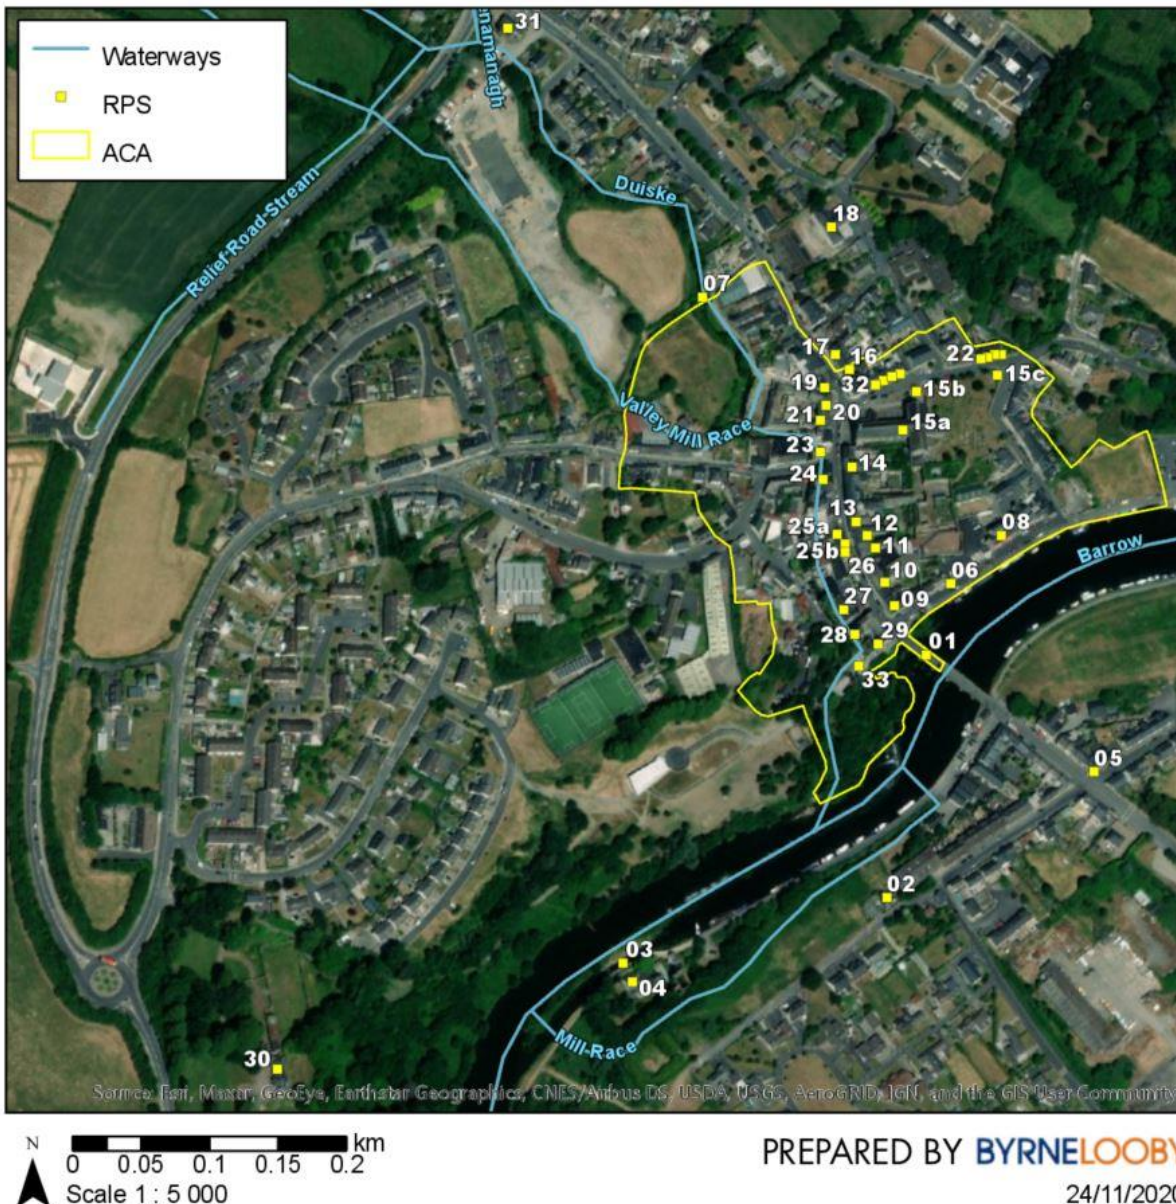 Waterways
RPS
ACA
31
enamanagh
Duiske
Relief Road Stream
18
07
17
16
22
19
32
15c
15b
20
21
Valley Mill Race
15a
23
14
24
13
12
25a
08
11
25b
Barrow
26
10
06
27
09
28
29
01
33
05
02
03
04
Mill Race
30
Source: Esri, Maxar, GeoEye, Earthstar Geographics, CNES/Airbus DS, USDA, USGS, AeroGRID, IGN, and the GIS User Community
N
km
0 0.05 0.1 0.15 0.2
Scale 1 : 5 000
PREPARED BY BYRNELOOBY
24/11/2020